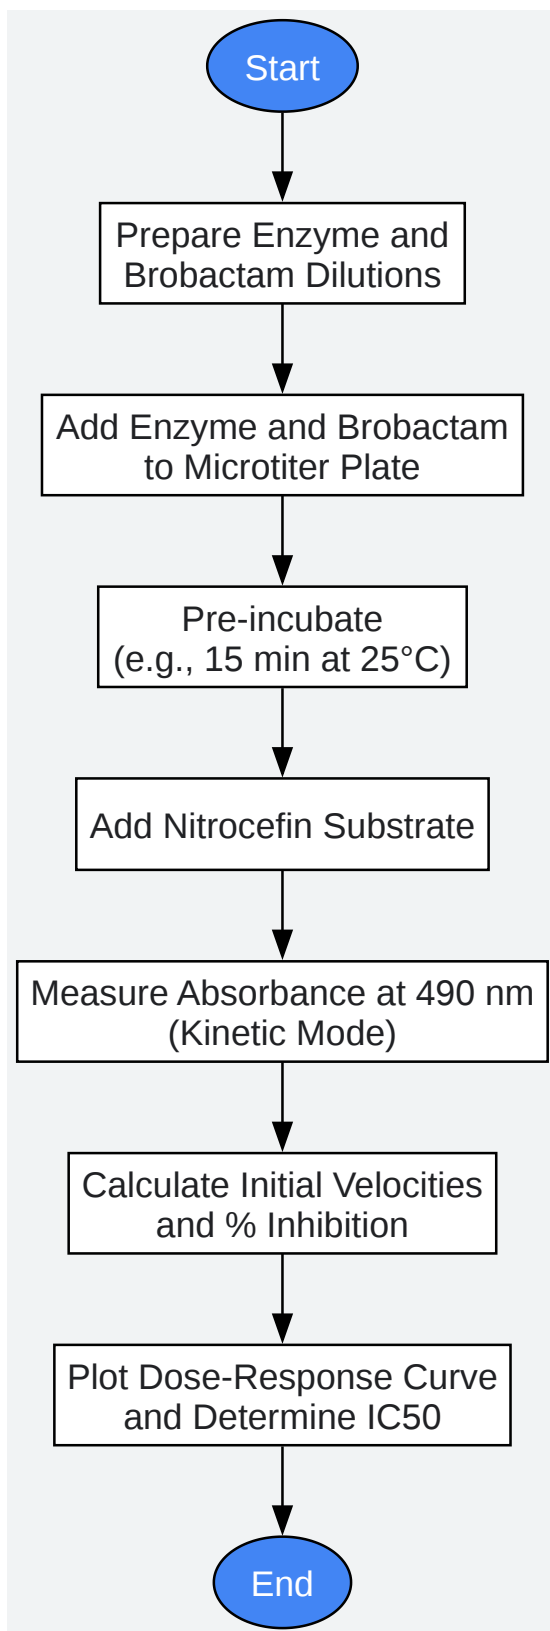 Start
Prepare Enzyme and
Brobactam Dilutions
Add Enzyme and Brobactam
to Microtiter Plate
Pre-incubate
(e.g., 15 min at 25°C)
Add Nitrocefin Substrate
Measure Absorbance at 490 nm
(Kinetic Mode)
Calculate Initial Velocities
and % Inhibition
Plot Dose-Response Curve
and Determine IC50
End